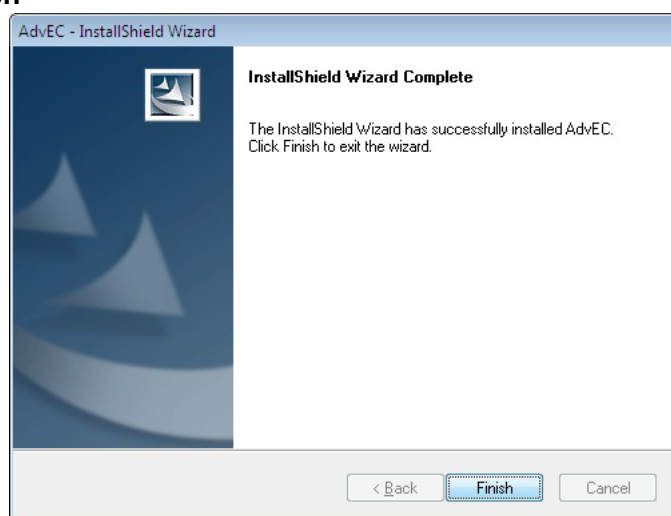 AdvEC - InstallShield Wizard
InstallShield Wizard Complete
The InstallShield Wizard has successfully installed AdvEC.
Click Finish to exit the wizard.
< Back Finish Cancel